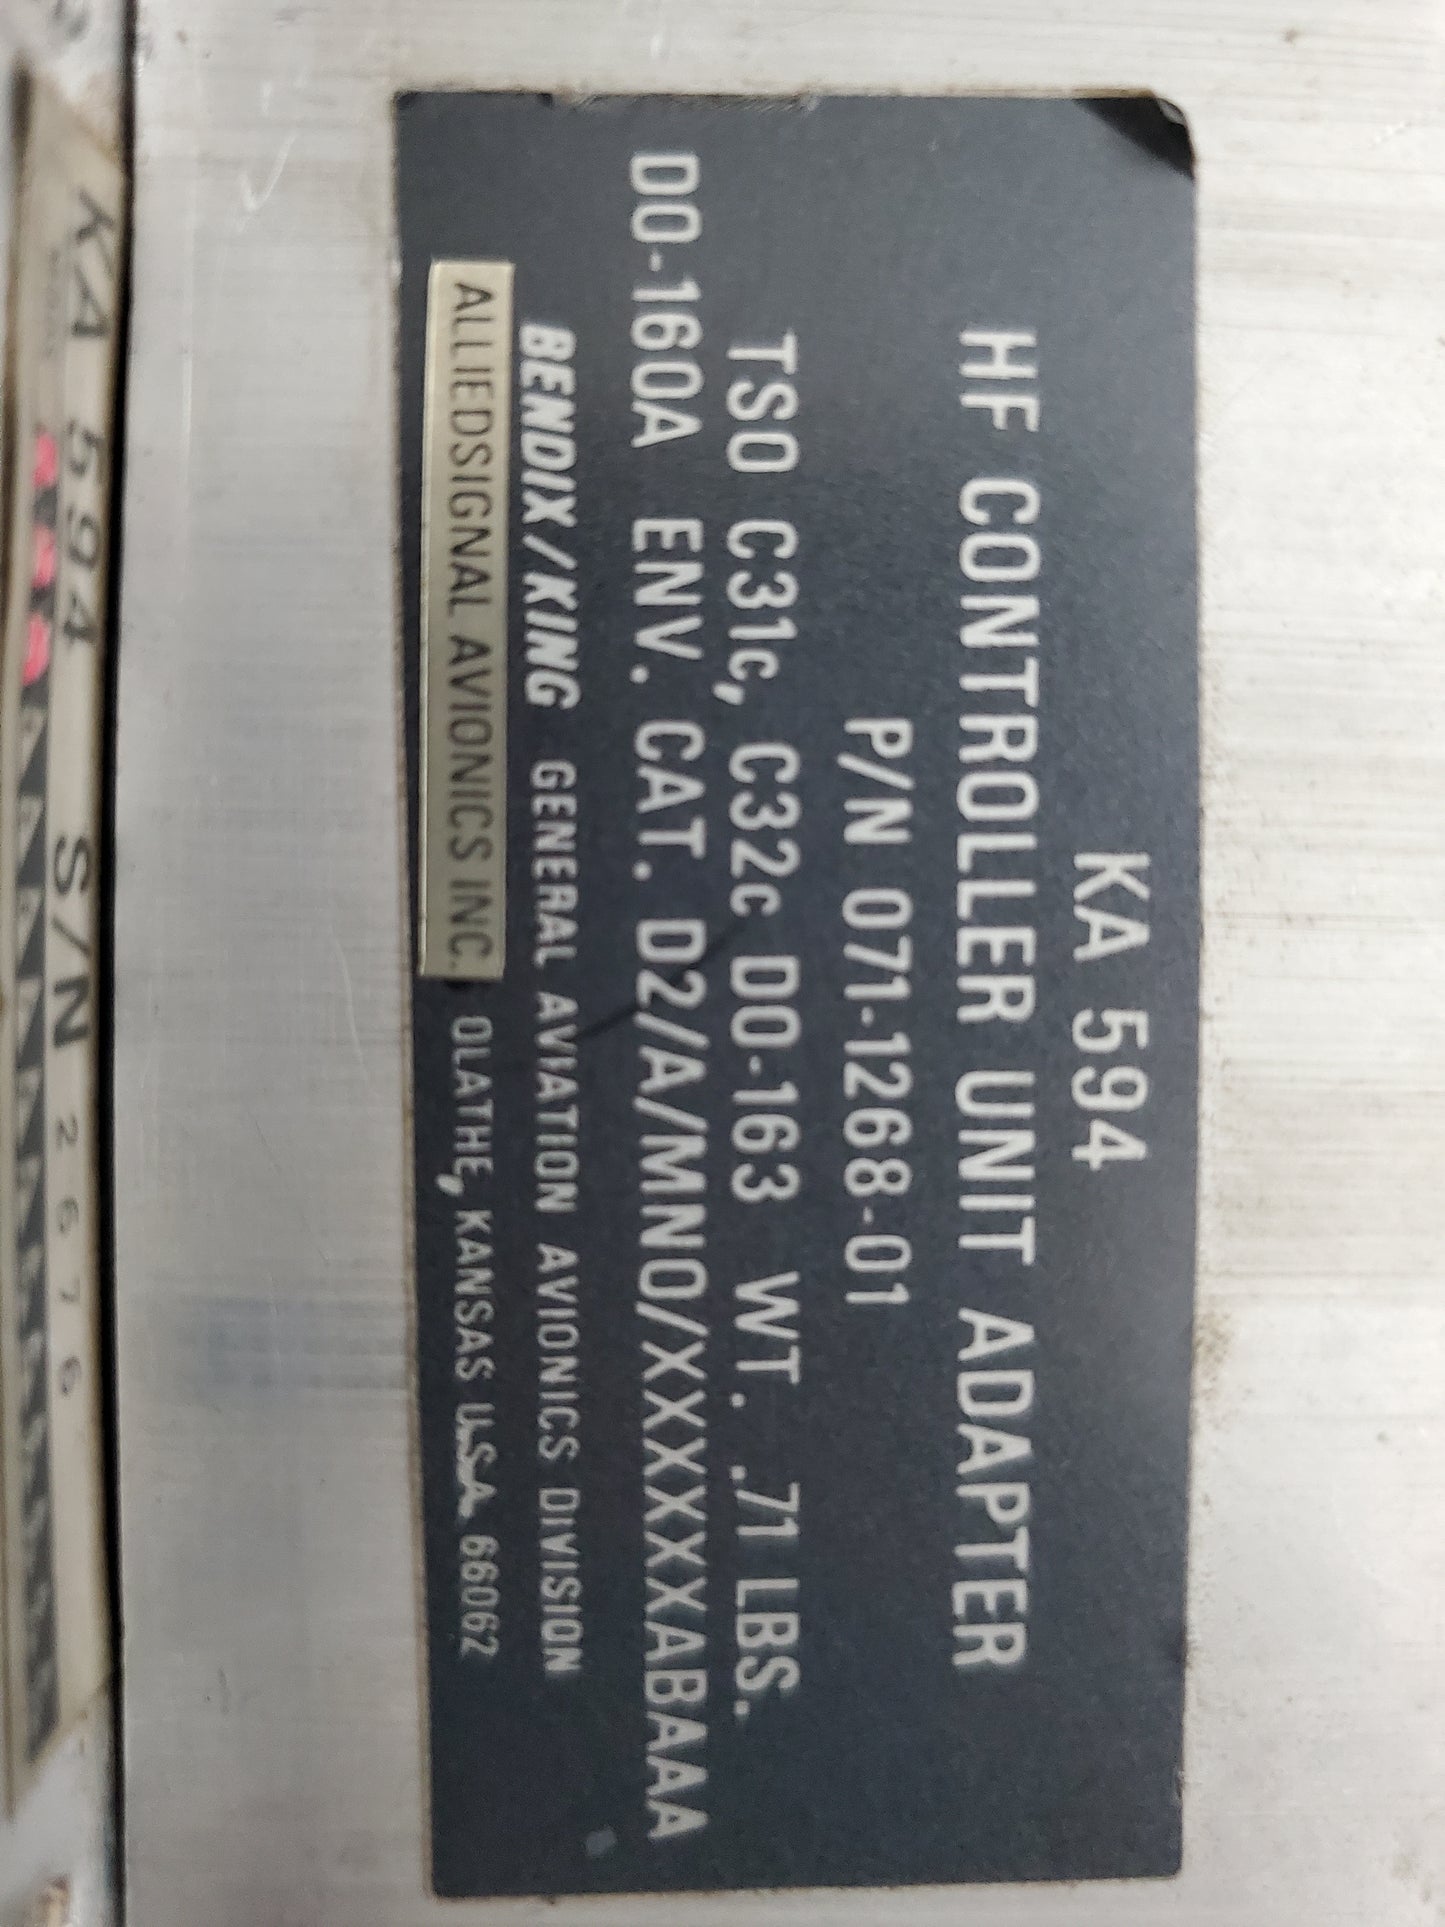 KA 594
HF CONTROLLER UNIT ADAPTER
P/N 071-1268-01
TSO C31c, C32c DO-163 WT. .71 LBS.
DO-160A ENV. CAT. D2/A/MNO/XXXXXXABAAA
BENDIX/KING GENERAL AVIATION AVIONICS DIVISION
ALLIEDSIGNAL AVIONICS INC. OLATHE, KANSAS U.S.A. 66062
KA 594 S/N 2676